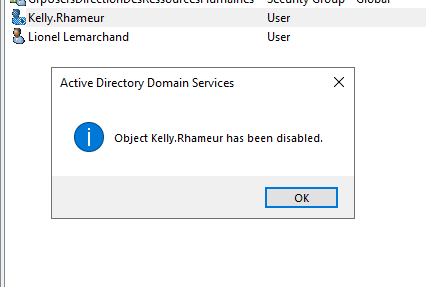 GrpUsersDirectionDesRessourcesHumaines Security Group - Global
Kelly.Rhameur User
Lionel Lemarchand User
Active Directory Domain Services
Object Kelly.Rhameur has been disabled.
OK